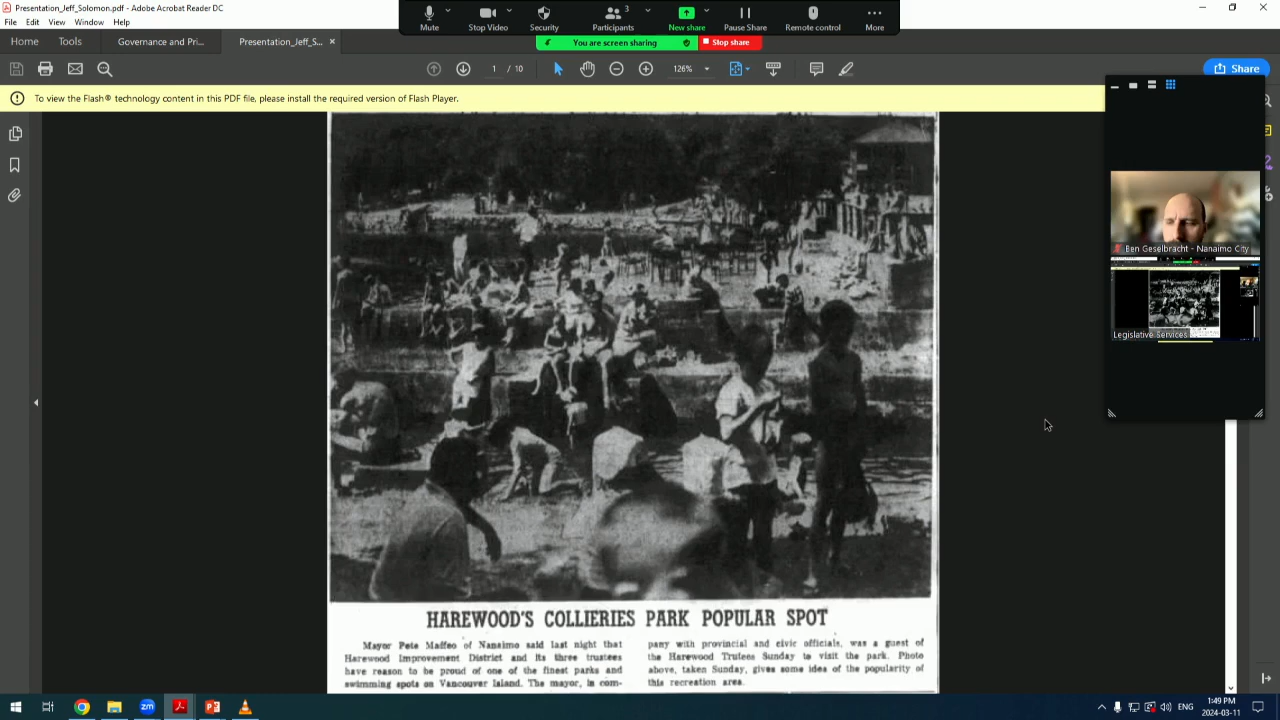 Presentation_Jeff_Solomon.pdf - Adobe Acrobat Reader DC
File Edit View Window Help
Mute Stop Video Security Participants 3 New share Pause Share Remote control More
You are screen sharing Stop share
Home Tools Governance and Pri... Presentation_Jeff_S... ×
1 / 10 126% Share
To view the Flash® technology content in this PDF file, please install the required version of Flash Player.
Ben Geselbracht - Nanaimo City
Legislative Services
HAREWOOD'S COLLIERIES PARK POPULAR SPOT
Mayor Pete Maffeo of Nanaimo said last night that
Harewood Improvement District and its three trustees
have reason to be proud of one of the finest parks and
swimming spots on Vancouver Island. The mayor, in com-
pany with provincial and civic officials, was a guest of
the Harewood Trutees Sunday to visit the park. Photo
above, taken Sunday, gives some idea of the popularity of
this recreation area.
ENG 1:49 PM
2024-03-11